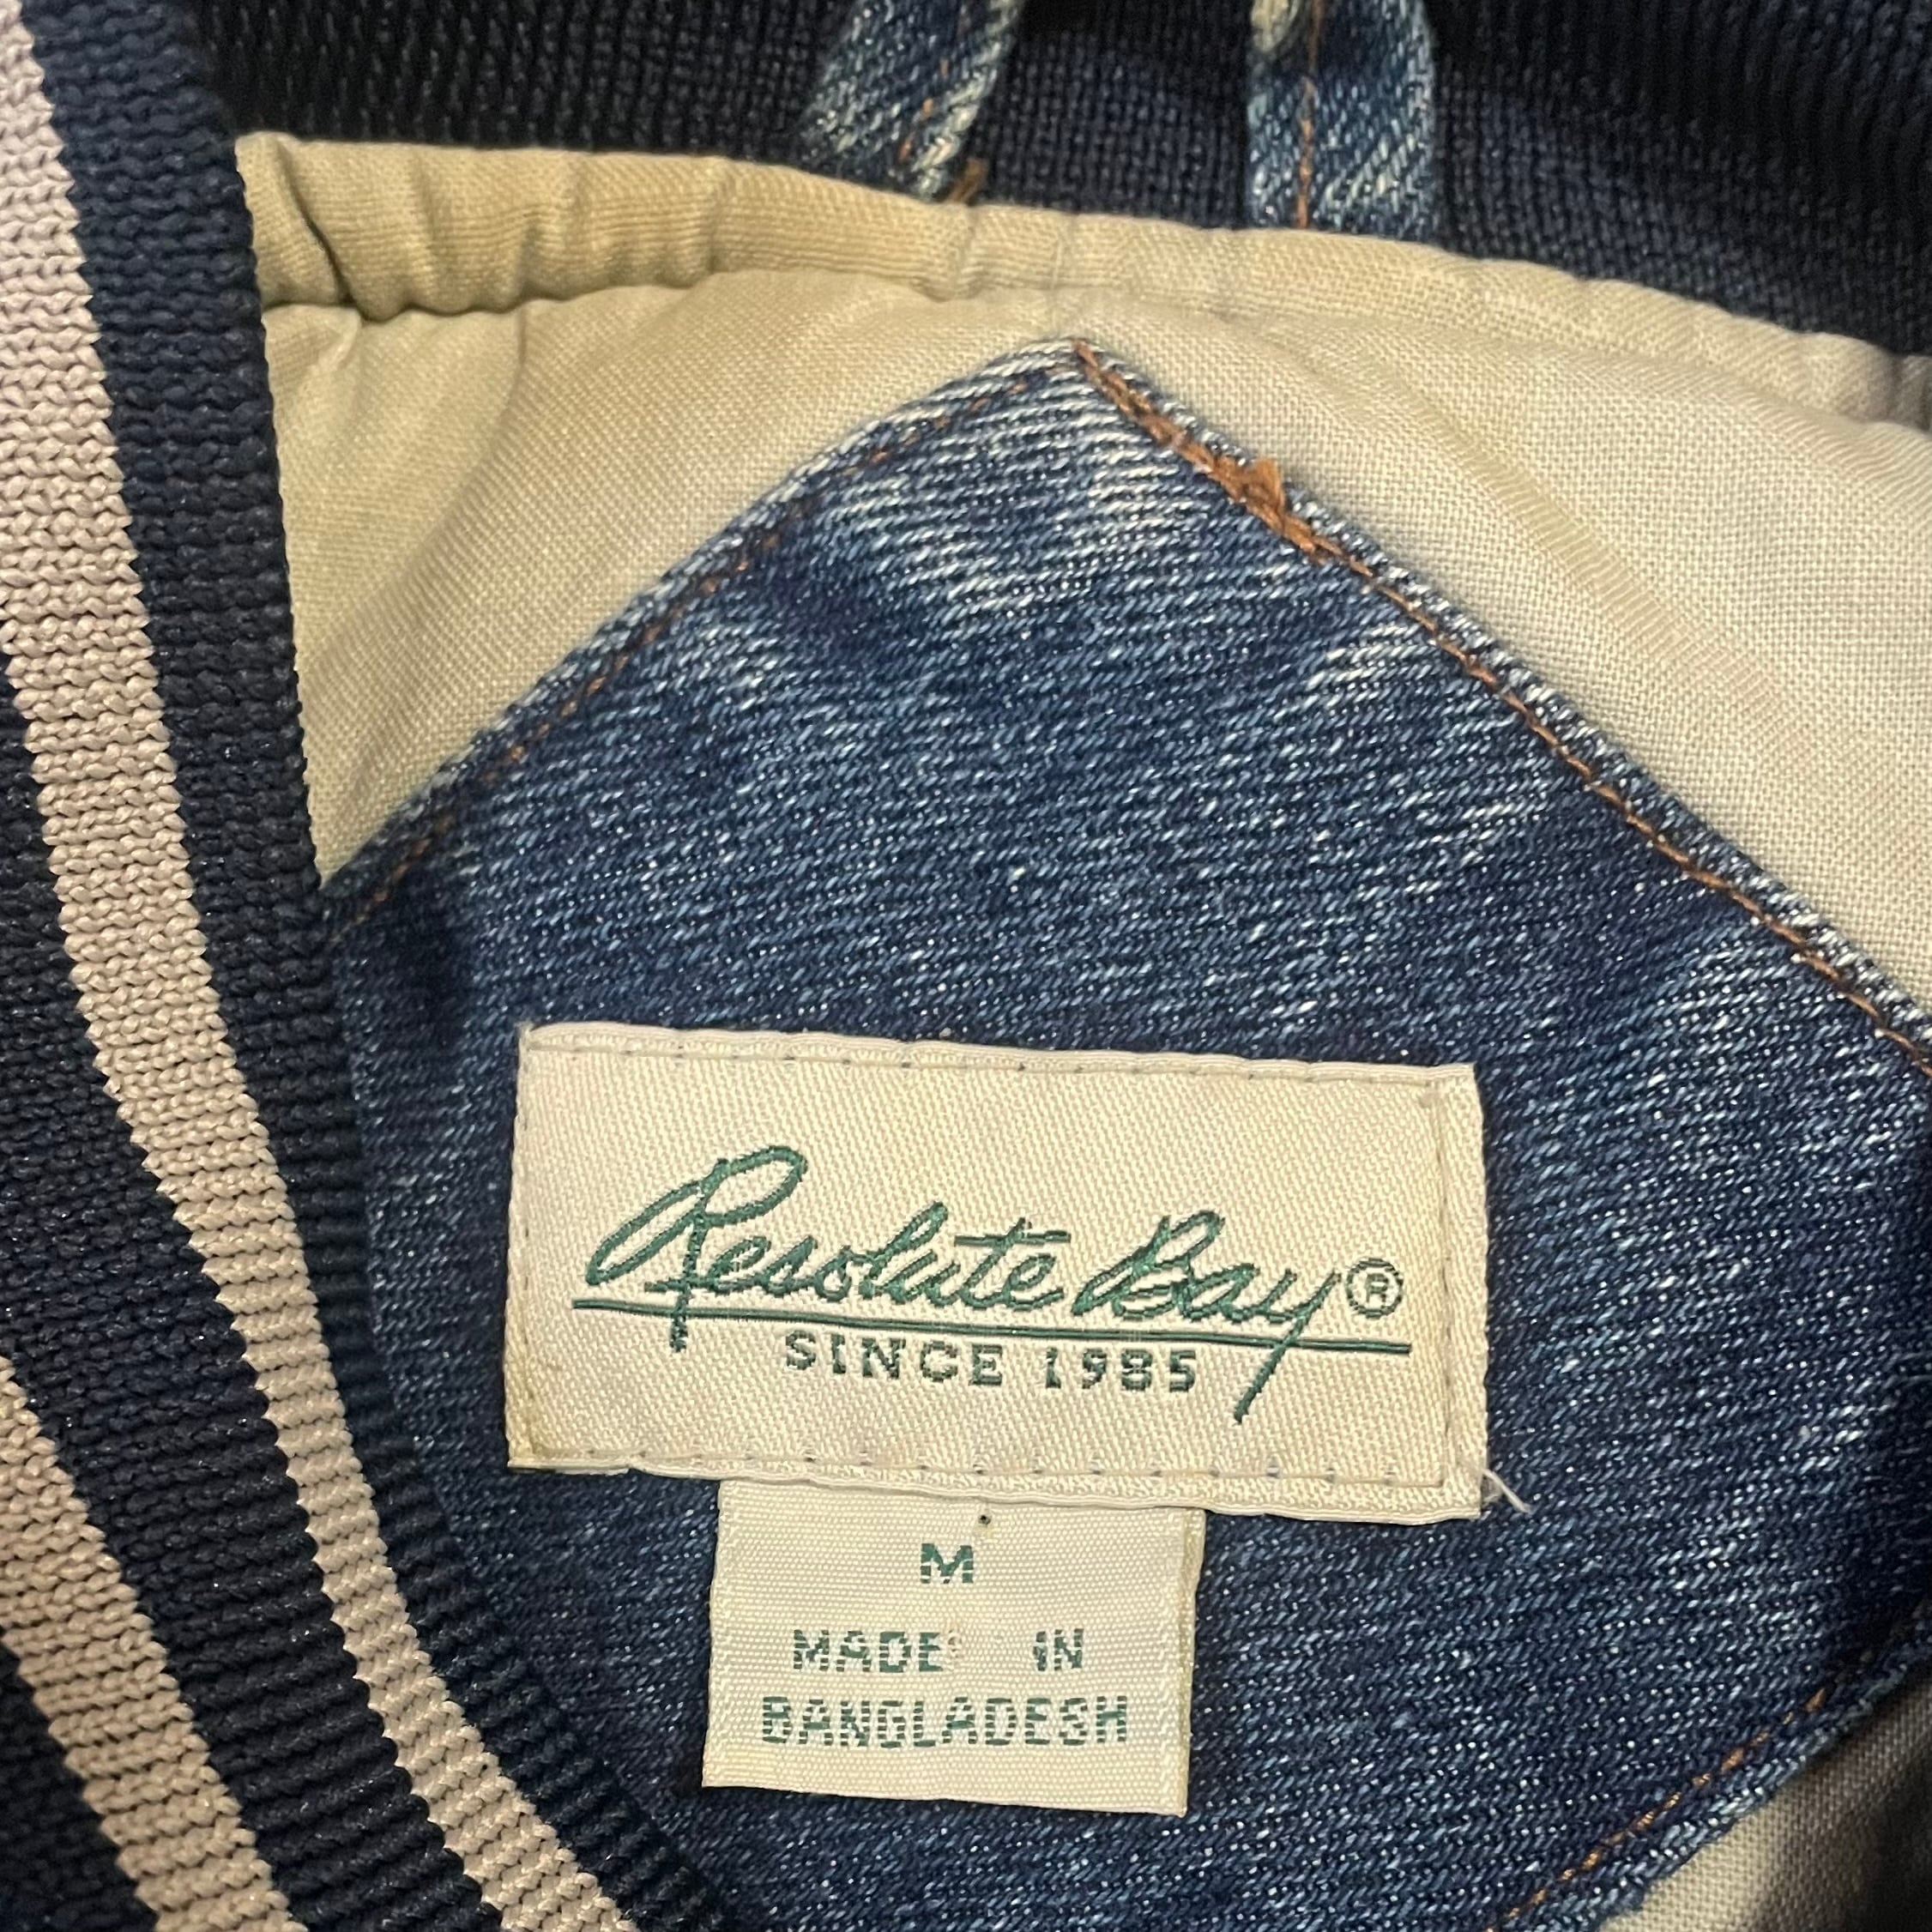 Resolute Bay®
SINCE 1985
M
MADE IN
BANGLADESH